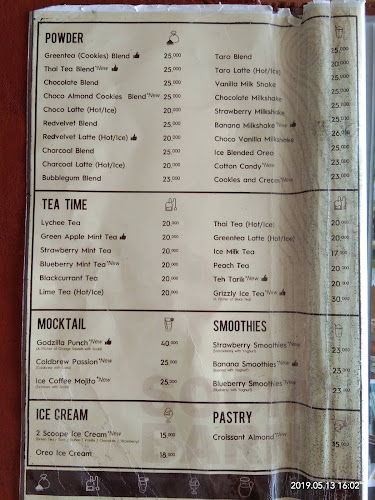 POWDER
Greentea (Cookies) Blend 25,000
Thai Tea Blend *New 25,000
Chocolate Blend 25,000
Choco Almond Cookies Blend *New 25,000
Choco Latte (Hot/Ice) 20,000
Redvelvet Blend 25,000
Redvelvet Latte (Hot/Ice) 20,000
Charcoal Blend 25,000
Charcoal Latte (Hot/Ice) 20,000
Bubblegum Blend 23,000
Taro Blend 25,000
Taro Latte (Hot/Ice) 20,000
Vanilla Milk Shake
Chocolate Milkshake
Strawberry Milkshake
Banana Milkshake *New
Choco Vanilla Milkshake
Ice Blended Oreo
Cotton Candy *New 23,000
Cookies and Creces *New 23,000
TEA TIME
Lychee Tea 20,000
Green Apple Mint Tea 20,000
Strawberry Mint Tea 20,000
Blueberry Mint Tea *New 20,000
Blackcurrant Tea 20,000
Lime Tea (Hot/Ice) 20,000
Thai Tea (Hot/Ice) 20,000
Greentea Latte (Hot/Ice) 20,000
Ice Milk Tea 17,000
Peach Tea 20,000
Teh Tarik *New 20,000
Grizzly Ice Tea *New 30,000
MOCKTAIL
Godzilla Punch *New 40,000
Coldbrew Passion *New 25,000
Ice Coffee Mojito *New 25,000
SMOOTHIES
Strawberry Smoothies *New 23,000
Banana Smoothies *New 23,000
Blueberry Smoothies *New 23,000
ICE CREAM
2 Scoope Ice Cream *New 15,000
Oreo Ice Cream 18,000
PASTRY
Croissant Almond *New 35,000
2019.05.13 16:02